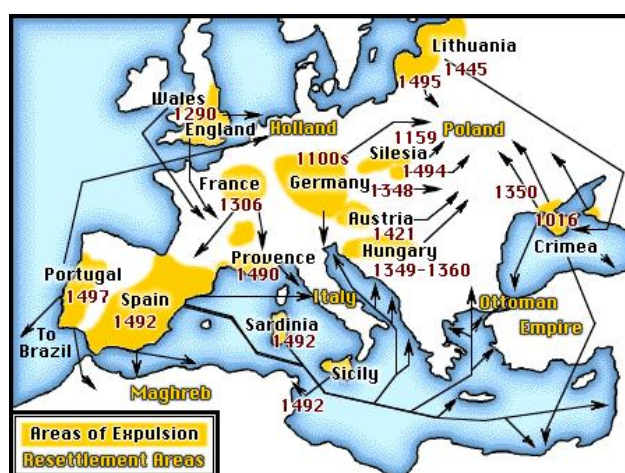 Lithuania
1495 1445
Wales
1290
England
Holland
1159
Poland
1100s
Silesia
1494
France
1306
Germany
1348
1350
1016
Austria
1421
Crimea
Hungary
1349-1360
Provence
1490
Portugal
1497
Spain
1492
Italy
Ottoman
Empire
Sardinia
1492
To
Brazil
Sicily
1492
Maghreb
Areas of Expulsion
Resettlement Areas